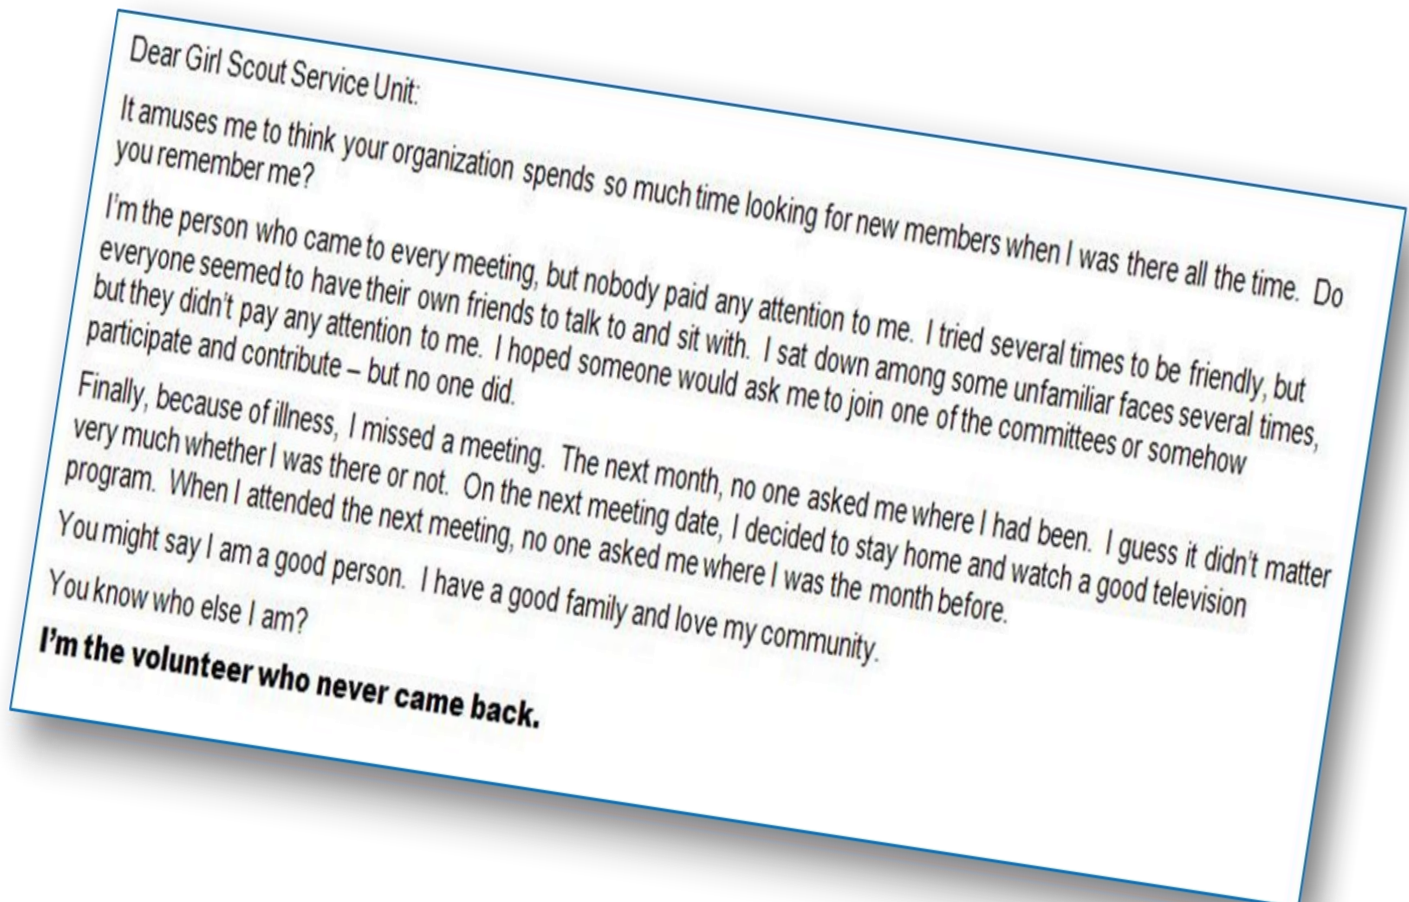 Dear Girl Scout Service Unit:
It amuses me to think your organization spends so much time looking for new members when I was there all the time. Do
you remember me?
I'm the person who came to every meeting, but nobody paid any attention to me. I tried several times to be friendly, but
everyone seemed to have their own friends to talk to and sit with. I sat down among some unfamiliar faces several times,
but they didn't pay any attention to me. I hoped someone would ask me to join one of the committees or somehow
participate and contribute – but no one did.
Finally, because of illness, I missed a meeting. The next month, no one asked me where I had been. I guess it didn't matter
very much whether I was there or not. On the next meeting date, I decided to stay home and watch a good television
program. When I attended the next meeting, no one asked me where I was the month before.
You might say I am a good person. I have a good family and love my community.
You know who else I am?
I'm the volunteer who never came back.